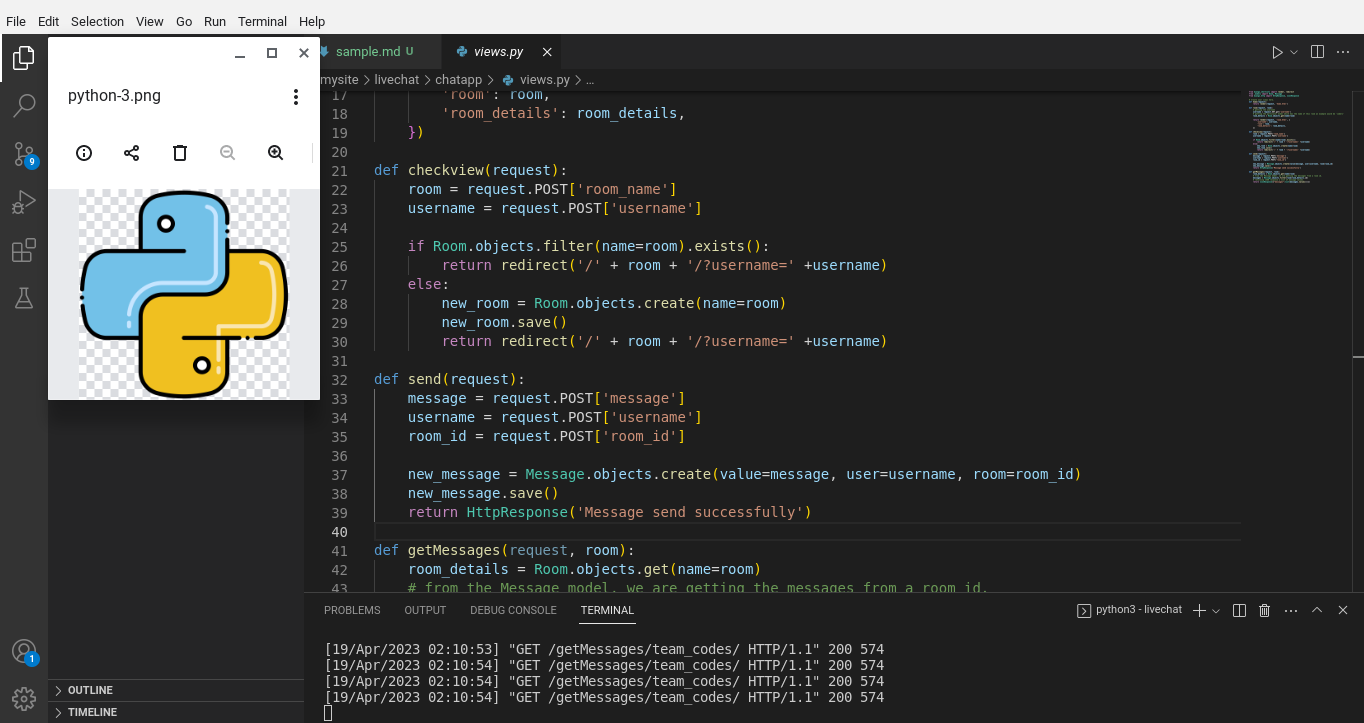 File Edit Selection View Go Run Terminal Help
python-3.png
sample.md U
views.py
mysite > livechat > chatapp > views.py > ...
17 'room': room,
18 'room_details': room_details,
19 })
20
21 def checkview(request):
22 room = request.POST['room_name']
23 username = request.POST['username']
24
25 if Room.objects.filter(name=room).exists():
26 return redirect('/' + room + '/?username=' +username)
27 else:
28 new_room = Room.objects.create(name=room)
29 new_room.save()
30 return redirect('/' + room + '/?username=' +username)
31
32 def send(request):
33 message = request.POST['message']
34 username = request.POST['username']
35 room_id = request.POST['room_id']
36
37 new_message = Message.objects.create(value=message, user=username, room=room_id)
38 new_message.save()
39 return HttpResponse('Message send successfully')
40
41 def getMessages(request, room):
42 room_details = Room.objects.get(name=room)
43 # from the Message model, we are getting the messages from a room id.
9
1
OUTLINE
TIMELINE
PROBLEMS OUTPUT DEBUG CONSOLE TERMINAL
python3 - livechat
[19/Apr/2023 02:10:53] "GET /getMessages/team_codes/ HTTP/1.1" 200 574
[19/Apr/2023 02:10:54] "GET /getMessages/team_codes/ HTTP/1.1" 200 574
[19/Apr/2023 02:10:54] "GET /getMessages/team_codes/ HTTP/1.1" 200 574
[19/Apr/2023 02:10:54] "GET /getMessages/team_codes/ HTTP/1.1" 200 574